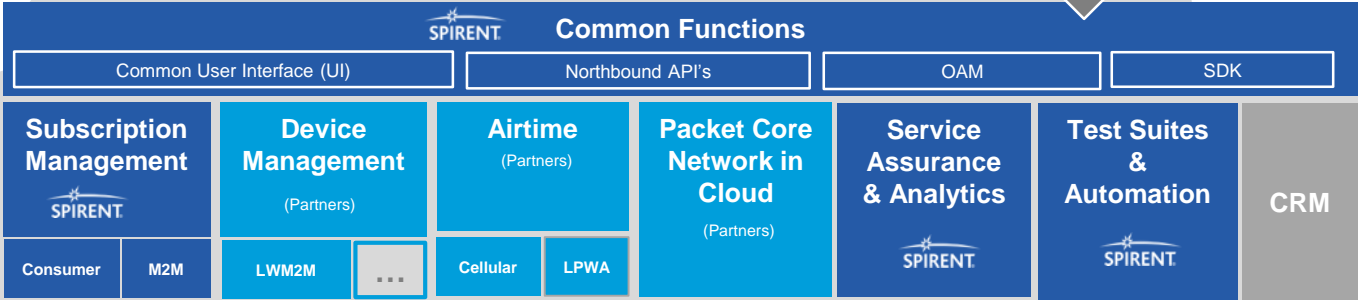 SPIRENT Common Functions
Common User Interface (UI)
Northbound API's
OAM
SDK
Subscription
Management
SPIRENT
Consumer
M2M
Device
Management
(Partners)
LWM2M
...
Airtime
(Partners)
Cellular
LPWA
Packet Core
Network in
Cloud
(Partners)
Service
Assurance
& Analytics
SPIRENT
Test Suites
&
Automation
SPIRENT
CRM